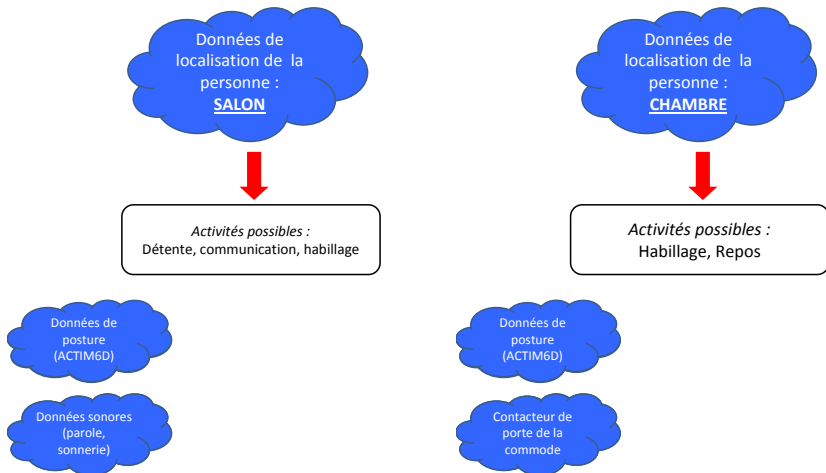 Données de
localisation de la
personne :
SALON
Activités possibles :
Détente, communication, habillage
Données de
posture
(ACTIM6D)
Données sonores
(parole,
sonnerie)
Données de
localisation de la
personne :
CHAMBRE
Activités possibles :
Habillage, Repos
Données de
posture
(ACTIM6D)
Contacteur de
porte de la
commode